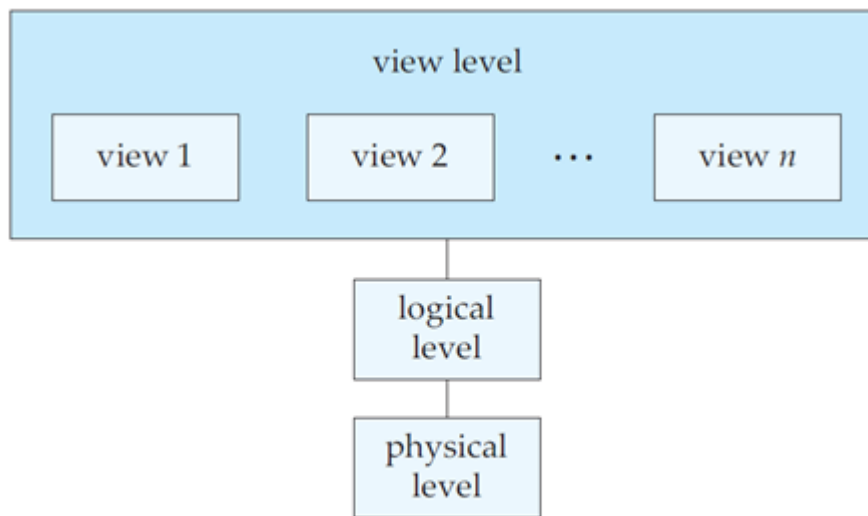 view level
view 1
view 2
...
view n
logical
level
physical
level